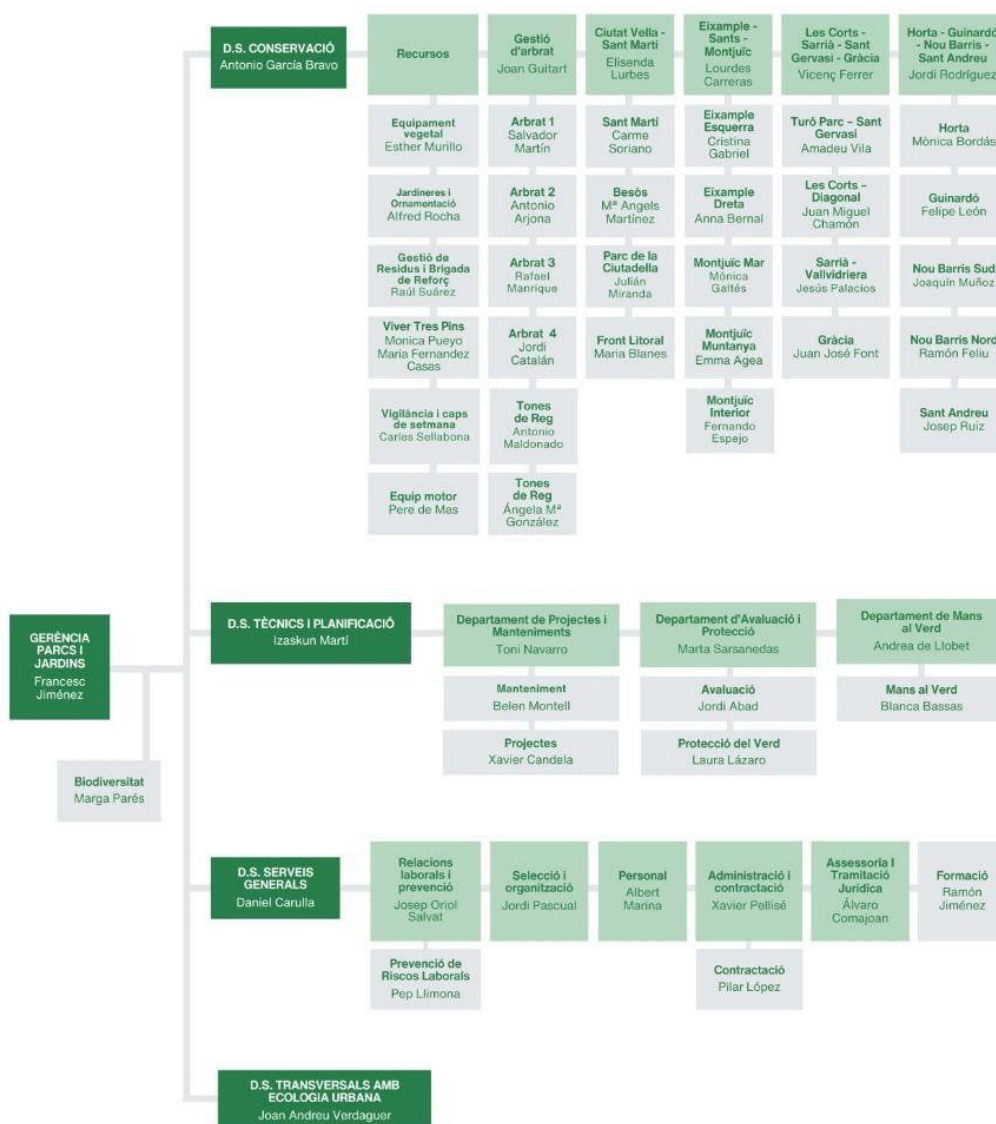 D.S. CONSERVACIÓ
Antonio García Bravo
Recursos
Gestió
d'arbrat
Joan Guitart
Ciutat Vella -
Sant Martí
Elisenda
Lurbes
Eixample -
Sants -
Montjuïc
Lourdes
Carreras
Les Corts -
Sarrià - Sant
Gervasi - Gràcia
Vicenç Ferrer
Horta - Guinardó
- Nou Barris -
Sant Andreu
Jordi Rodríguez
Equipament
vegetal
Esther Murillo
Arbrat 1
Salvador
Martín
Sant Martí
Carme
Soriano
Eixample
Esquerra
Cristina
Gabriel
Turó Parc – Sant
Gervasi
Amadeu Vila
Horta
Mònica Bordás
Jardineres i
Ornamentació
Alfred Rocha
Arbrat 2
Antonio
Arjona
Besòs
Mª Angels
Martínez
Eixample
Dreta
Anna Bernal
Les Corts –
Diagonal
Juan Miguel
Chamón
Guinardó
Felipe León
Gestió de
Residus i Brigada
de Reforç
Raúl Suárez
Arbrat 3
Rafael
Manrique
Parc de la
Ciutadella
Julián
Miranda
Montjuïc Mar
Mónica
Galtés
Sarrià -
Vallvidriera
Jesús Palacios
Nou Barris Sud
Joaquín Muñoz
Viver Tres Pins
Monica Pueyo
Maria Fernandez
Casas
Arbrat 4
Jordi
Catalán
Front Litoral
Maria Blanes
Montjuïc
Muntanya
Emma Agea
Gràcia
Juan José Font
Nou Barris Nord
Ramón Feliu
Vigilància i caps
de setmana
Carles Sellabona
Tones
de Reg
Antonio
Maldonado
Montjuïc
Interior
Fernando
Espejo
Sant Andreu
Josep Ruiz
Equip motor
Pere de Mas
Tones
de Reg
Ángela Mª
González
GERÈNCIA
PARCS I
JARDINS
Francesc
Jiménez
Biodiversitat
Marga Parés
D.S. TÈCNICS I PLANIFICACIÓ
Izaskun Martí
Departament de Projectes i
Manteniments
Toni Navarro
Departament d'Avaluació i
Protecció
Marta Sarsanedas
Departament de Mans
al Verd
Andrea de Llobet
Manteniment
Belen Montell
Avaluació
Jordi Abad
Mans al Verd
Blanca Bassas
Projectes
Xavier Candela
Protecció del Verd
Laura Lázaro
D.S. SERVEIS
GENERALS
Daniel Carulla
Relacions
laborals i
prevenció
Josep Oriol
Salvat
Selecció i
organització
Jordi Pascual
Personal
Albert
Marina
Administració i
contractació
Xavier Pellisé
Assessoria I
Tramitació
Jurídica
Álvaro
Comajoan
Formació
Ramón
Jiménez
Prevenció de
Riscos Laborals
Pep Llimona
Contractació
Pilar López
D.S. TRANSVERSALS AMB
ECOLOGIA URBANA
Joan Andreu Verdaguer